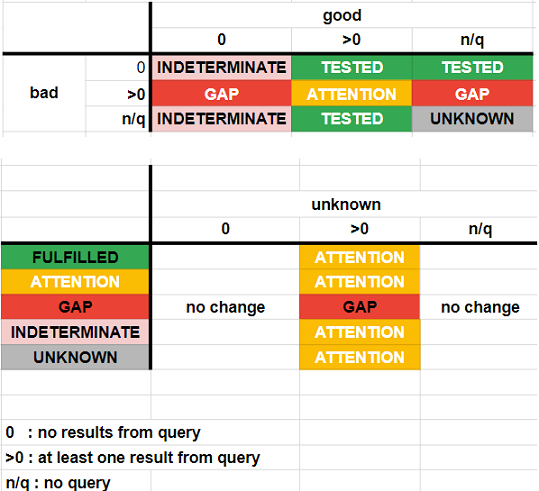 good
0 >0 n/q
0 INDETERMINATE TESTED TESTED
bad >0 GAP ATTENTION GAP
n/q INDETERMINATE TESTED UNKNOWN
unknown
0 >0 n/q
FULFILLED ATTENTION
ATTENTION ATTENTION
GAP no change GAP no change
INDETERMINATE ATTENTION
UNKNOWN ATTENTION
0 : no results from query
>0 : at least one result from query
n/q : no query